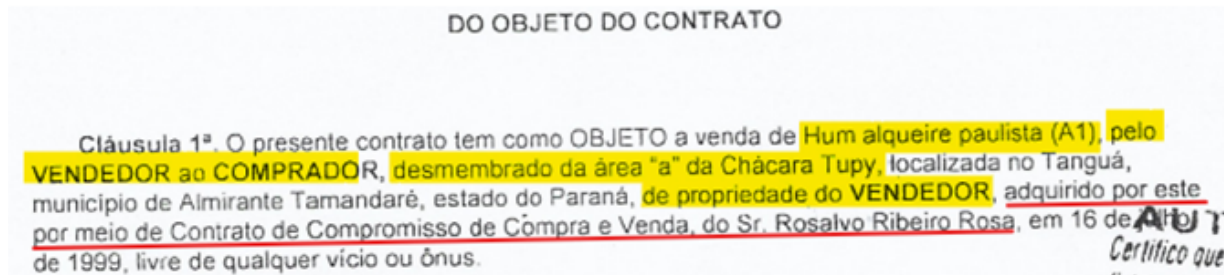 DO OBJETO DO CONTRATO
Cláusula 1ª. O presente contrato tem como OBJETO a venda de Hum alqueire paulista (A1), pelo
VENDEDOR ao COMPRADOR, desmembrado da área "a" da Chácara Tupy, localizada no Tanguá,
município de Almirante Tamandaré, estado do Paraná, de propriedade do VENDEDOR, adquirido por este
por meio de Contrato de Compromisso de Compra e Venda, do Sr. Rosalvo Ribeiro Rosa, em 16 de
de 1999, livre de qualquer vício ou ônus.
AUT
Certifico que